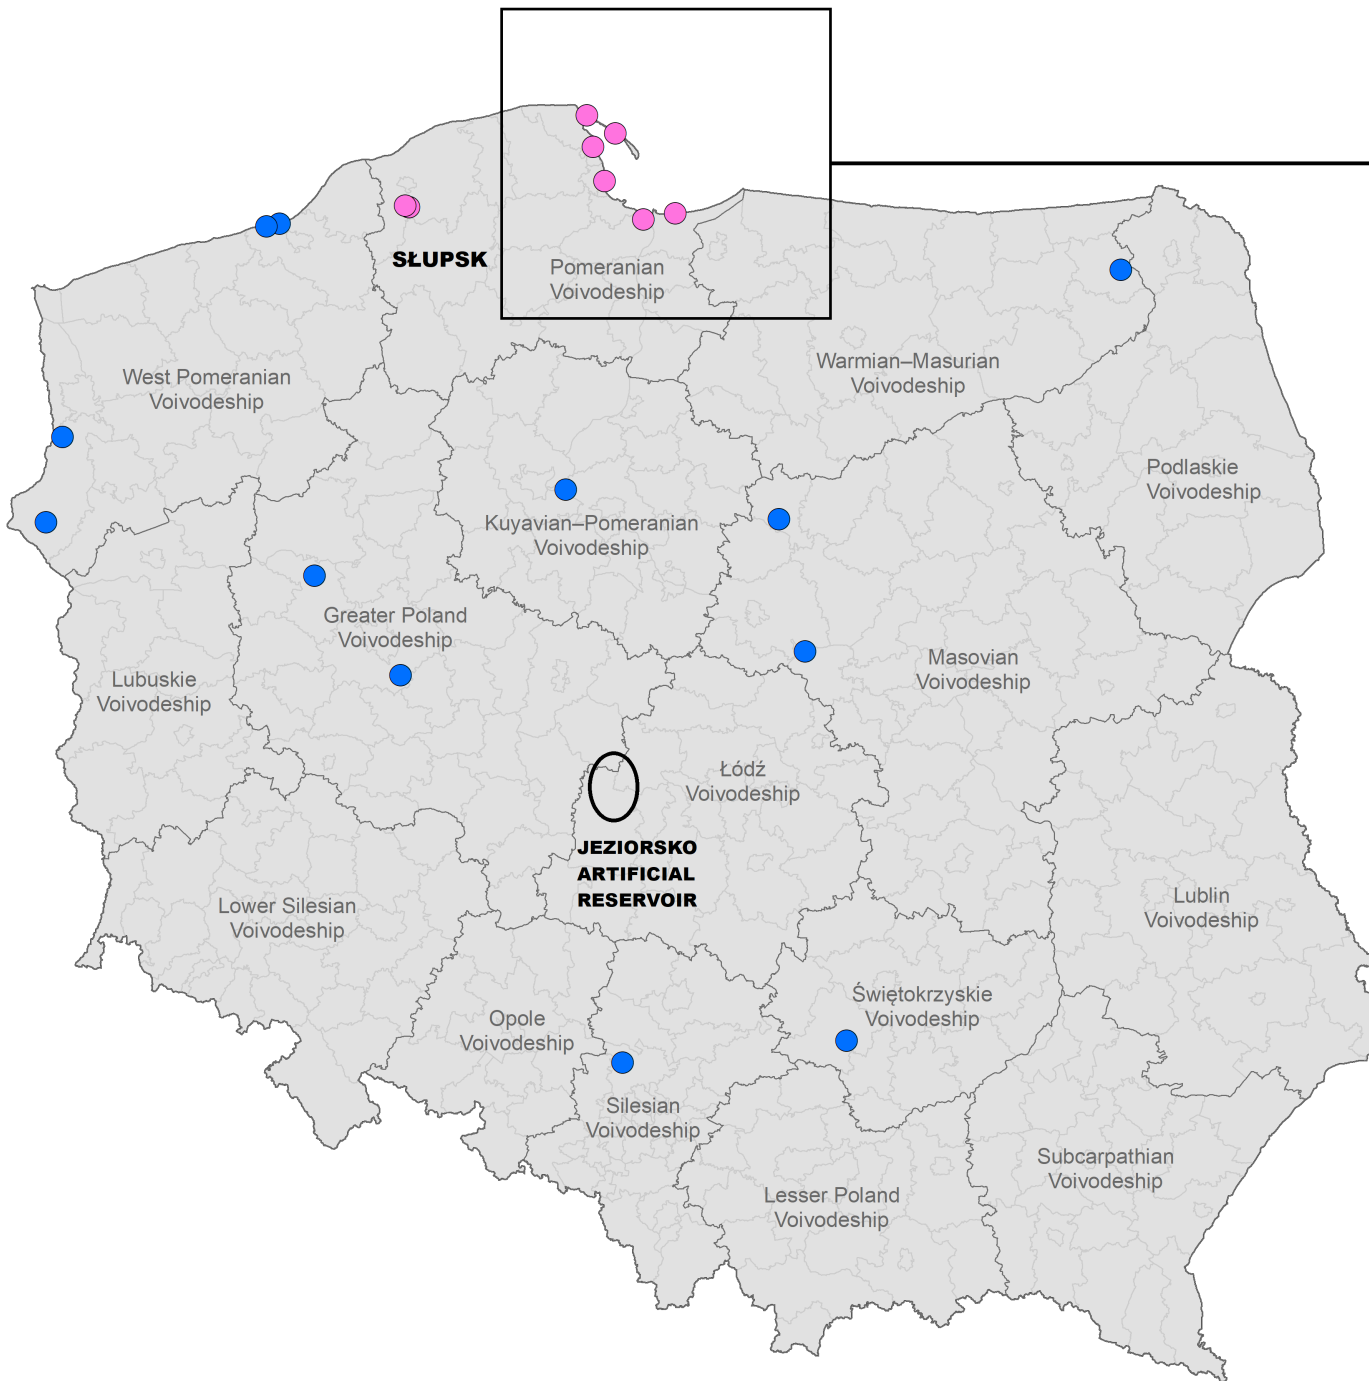 SŁUPSK
Pomeranian
Voivodeship
West Pomeranian
Voivodeship
Warmian–Masurian
Voivodeship
Podlaskie
Voivodeship
Kuyavian–Pomeranian
Voivodeship
Greater Poland
Voivodeship
Lubuskie
Voivodeship
Masovian
Voivodeship
Łódź
Voivodeship
JEZIORSKO
ARTIFICIAL
RESERVOIR
Lower Silesian
Voivodeship
Lublin
Voivodeship
Opole
Voivodeship
Świętokrzyskie
Voivodeship
Silesian
Voivodeship
Subcarpathian
Voivodeship
Lesser Poland
Voivodeship